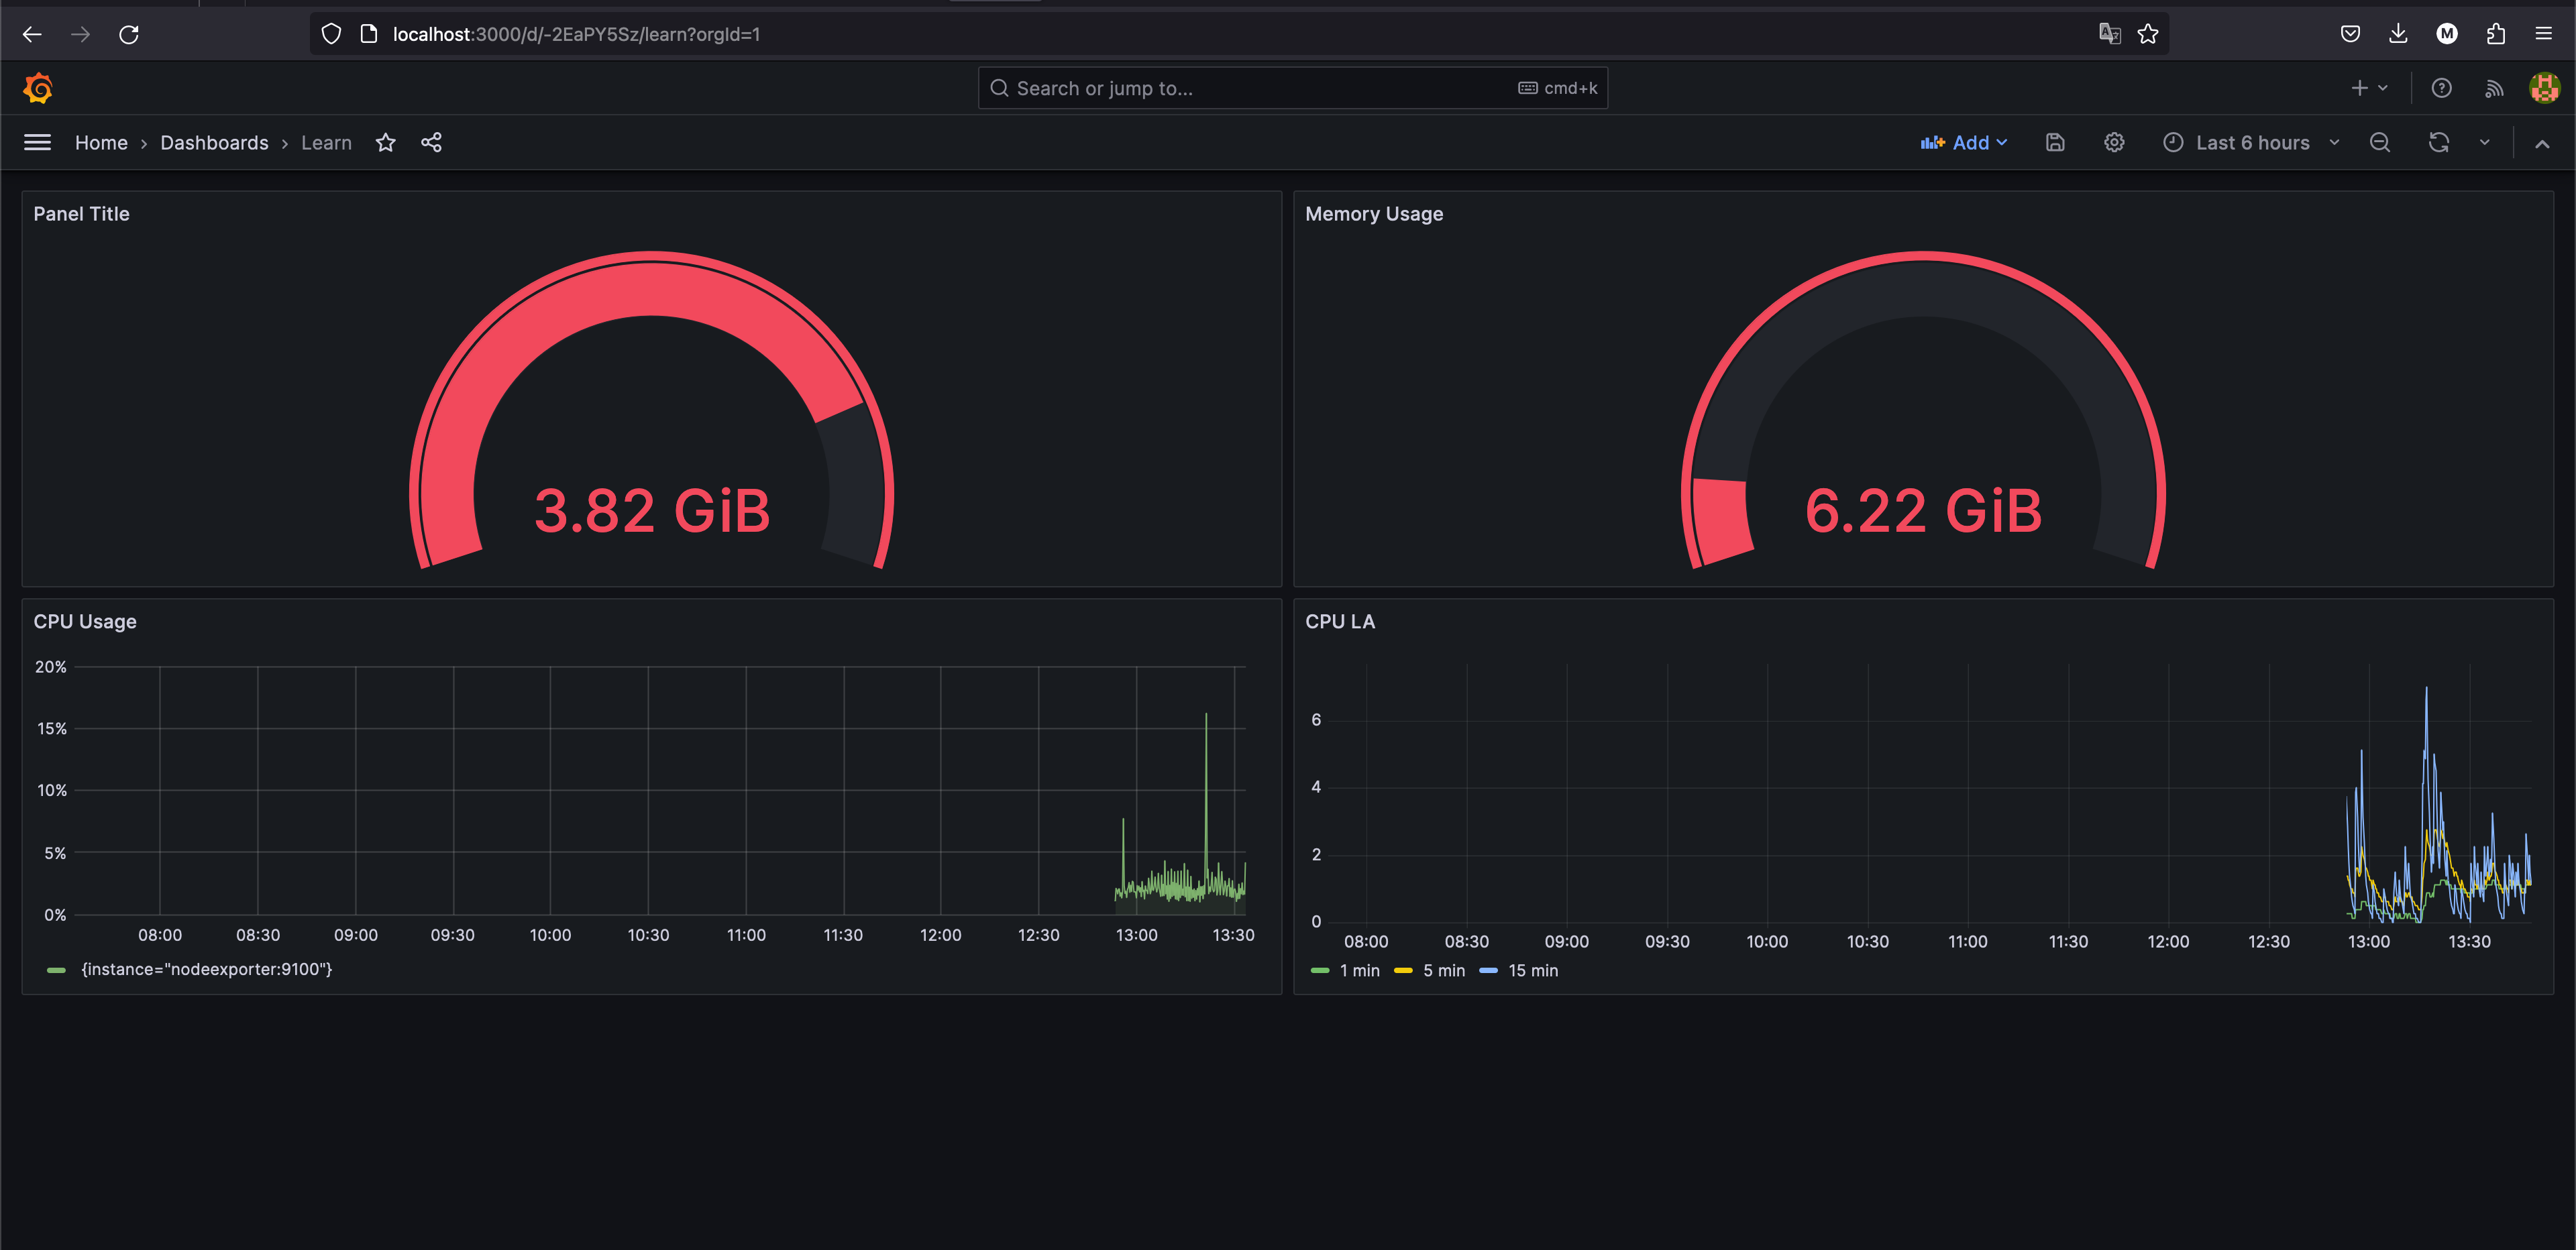 localhost:3000/d/-2EaPY5Sz/learn?orgId=1
M
Search or jump to... cmd+k
Home › Dashboards › Learn Add Last 6 hours
Panel Title
3.82 GiB
Memory Usage
6.22 GiB
CPU Usage
20%
15%
10%
5%
0%
08:00 08:30 09:00 09:30 10:00 10:30 11:00 11:30 12:00 12:30 13:00 13:30
{instance="nodeexporter:9100"}
CPU LA
6
4
2
0
08:00 08:30 09:00 09:30 10:00 10:30 11:00 11:30 12:00 12:30 13:00 13:30
1 min 5 min 15 min